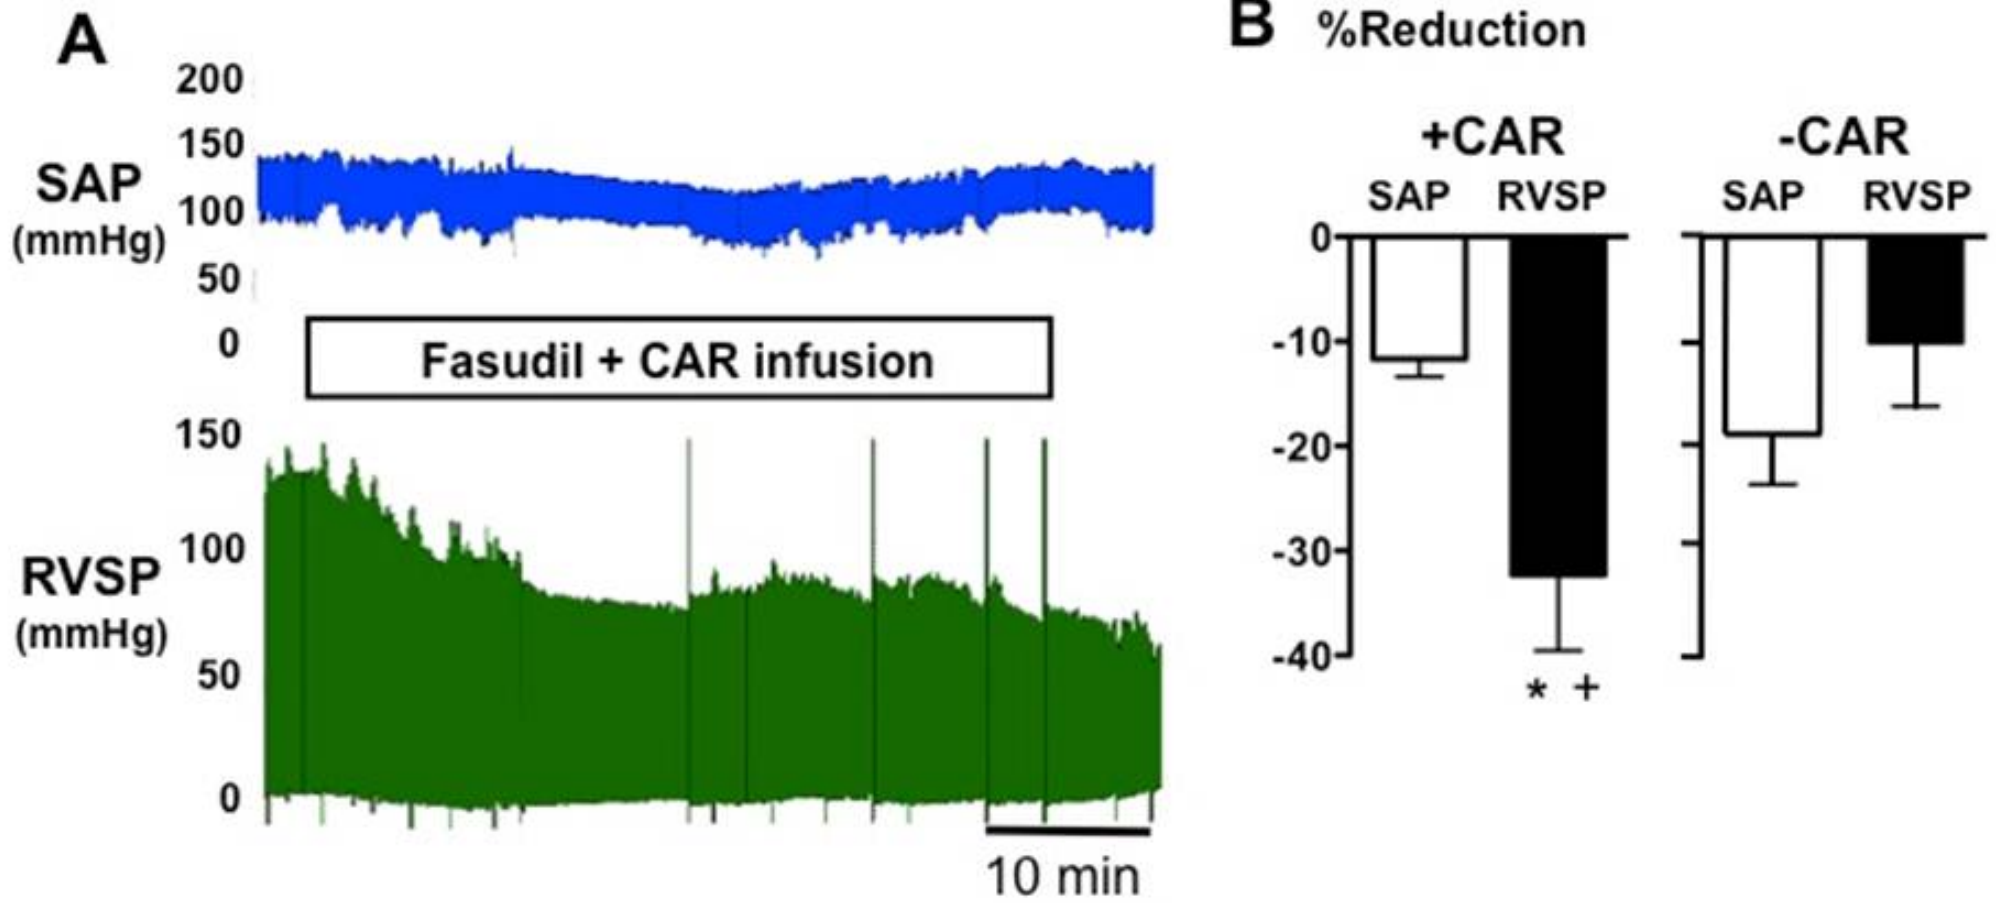 A
200
150
SAP
100
(mmHg)
50
0
Fasudil + CAR infusion
150
100
RVSP
(mmHg)
50
0
10 min
B %Reduction
+CAR -CAR
SAP RVSP SAP RVSP
0
-10
-20
-30
-40
* +